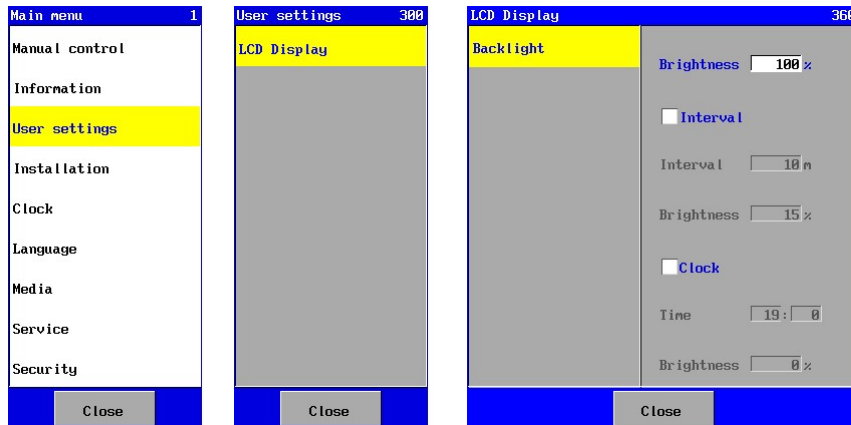 Main menu 1
Manual control
Information
User settings
Installation
Clock
Language
Media
Service
Security
Close
User settings 300
LCD Display
Close
LCD Display 360
Backlight
Brightness 100 %
Interval
Interval 10 m
Brightness 15 %
Clock
Time 19 : 0
Brightness 0 %
Close